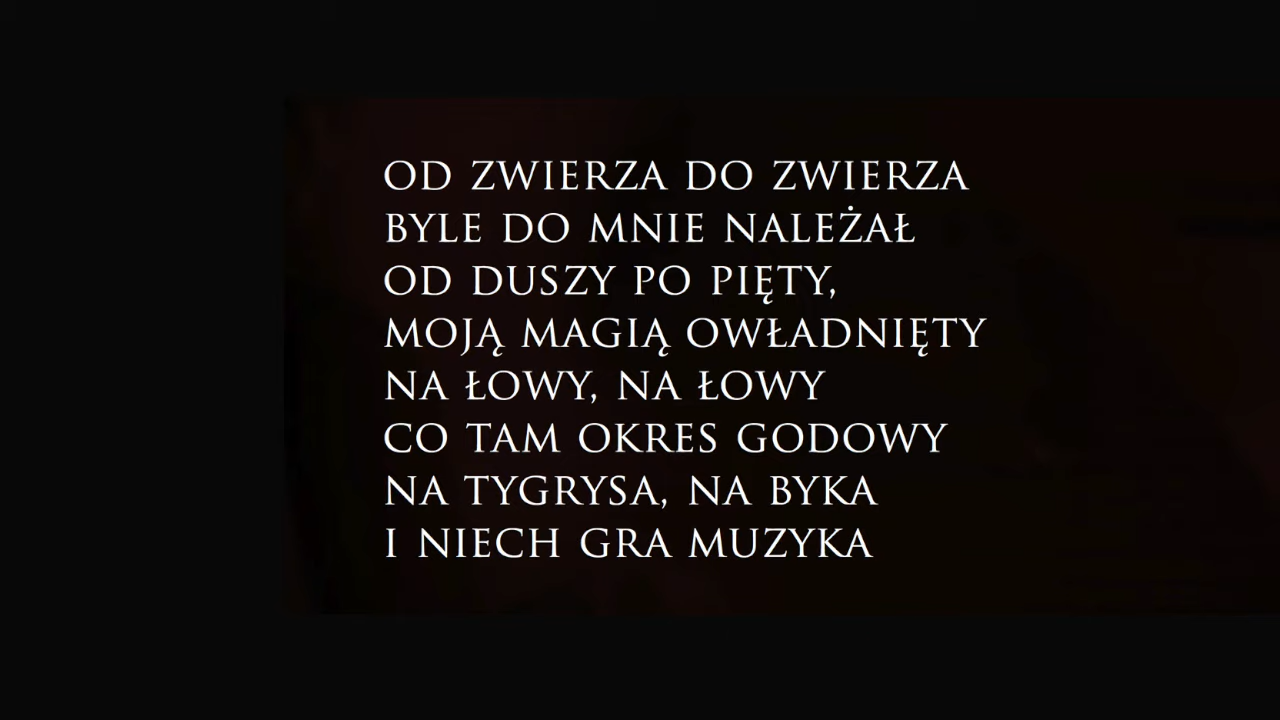 OD ZWIERZA DO ZWIERZA
BYLE DO MNIE NALEŻAŁ
OD DUSZY PO PIĘTY,
MOJĄ MAGIĄ OWŁADNIĘTY
NA ŁOWY, NA ŁOWY
CO TAM OKRES GODOWY
NA TYGRYSA, NA BYKA
I NIECH GRA MUZYKA